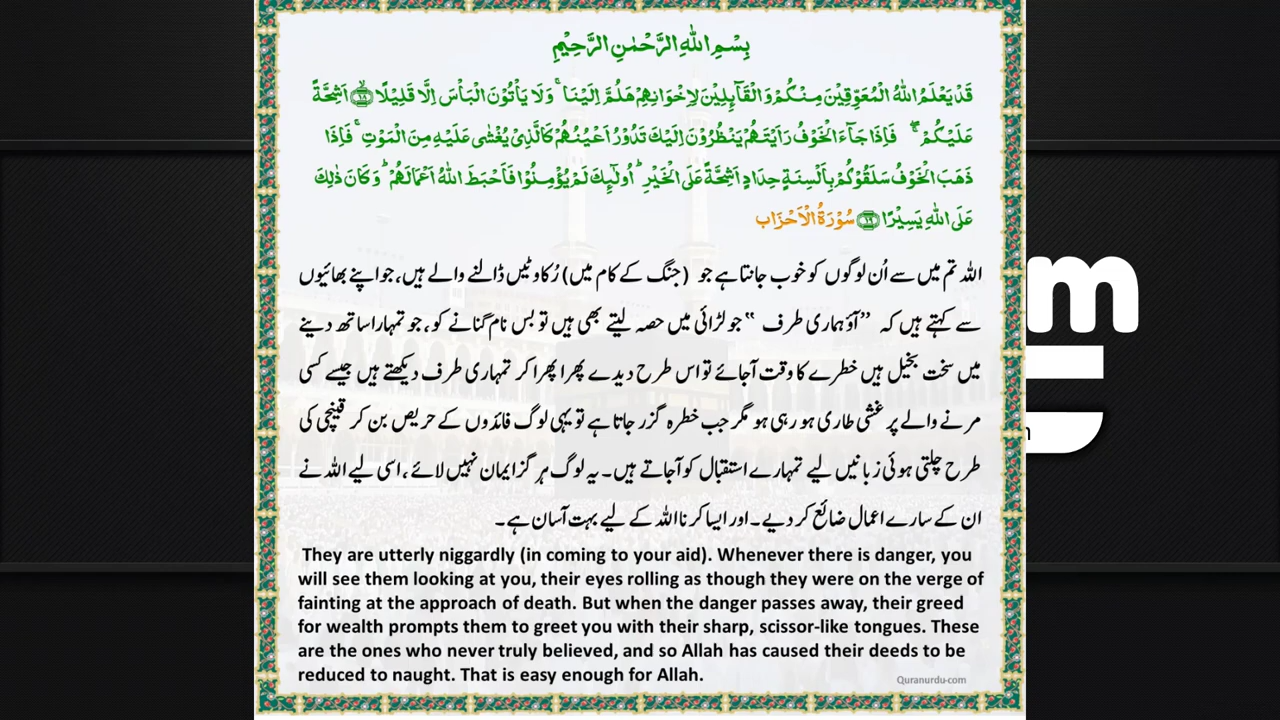 بِسْمِ اللهِ الرَّحْمٰنِ الرَّحِيْمِ
قَدْ يَعْلَمُ اللهُ الْمُعَوِّقِيْنَ مِنْكُمْ وَالْقَآئِلِيْنَ لِاِخْوَانِهِمْ هَلُمَّ اِلَيْنَا ۚ وَلَا يَاْتُوْنَ الْبَاْسَ اِلَّا قَلِيْلًا ﴿۱۸﴾ اَشِحَّةً
عَلَيْكُمْ ۖ فَاِذَا جَآءَ الْخَوْفُ رَاَيْتَهُمْ يَنْظُرُوْنَ اِلَيْكَ تَدُوْرُ اَعْيُنُهُمْ كَالَّذِيْ يُغْشٰى عَلَيْهِ مِنَ الْمَوْتِ ۚ فَاِذَا
ذَهَبَ الْخَوْفُ سَلَقُوْكُمْ بِاَلْسِنَةٍ حِدَادٍ اَشِحَّةً عَلَى الْخَيْرِ ؕ اُولٰٓئِكَ لَمْ يُؤْمِنُوْا فَاَحْبَطَ اللهُ اَعْمَالَهُمْ ؕ وَكَانَ ذٰلِكَ
عَلَى اللهِ يَسِيْرًا ﴿۱۹﴾ سُوْرَةُ الْاَحْزَاب
اللہ تم میں سے اُن لوگوں کو خوب جانتا ہے جو (جنگ کے کام میں) رُکاوٹیں ڈالنے والے ہیں، جو اپنے بھائیوں
سے کہتے ہیں کہ ”آؤ ہماری طرف“ جو لڑائی میں حصہ لیتے بھی ہیں تو بس نام گنانے کو، جو تمہارا ساتھ دینے
میں سخت بخیل ہیں خطرے کا وقت آجائے تو اس طرح دیدے پھرا پھرا کر تمہاری طرف دیکھتے ہیں جیسے کسی
مرنے والے پر غشی طاری ہو رہی ہو مگر جب خطرہ گزر جاتا ہے تو یہی لوگ فائدوں کے حریص بن کر قینچی کی
طرح چلتی ہوئی زبانیں لیے تمہارے استقبال کو آجاتے ہیں۔ یہ لوگ ہر گز ایمان نہیں لائے، اسی لیے اللہ نے
ان کے سارے اعمال ضائع کر دیے۔ اور ایسا کرنا اللہ کے لیے بہت آسان ہے۔
They are utterly niggardly (in coming to your aid). Whenever there is danger, you
will see them looking at you, their eyes rolling as though they were on the verge of
fainting at the approach of death. But when the danger passes away, their greed
for wealth prompts them to greet you with their sharp, scissor-like tongues. These
are the ones who never truly believed, and so Allah has caused their deeds to be
reduced to naught. That is easy enough for Allah.
Quranurdu-com
m